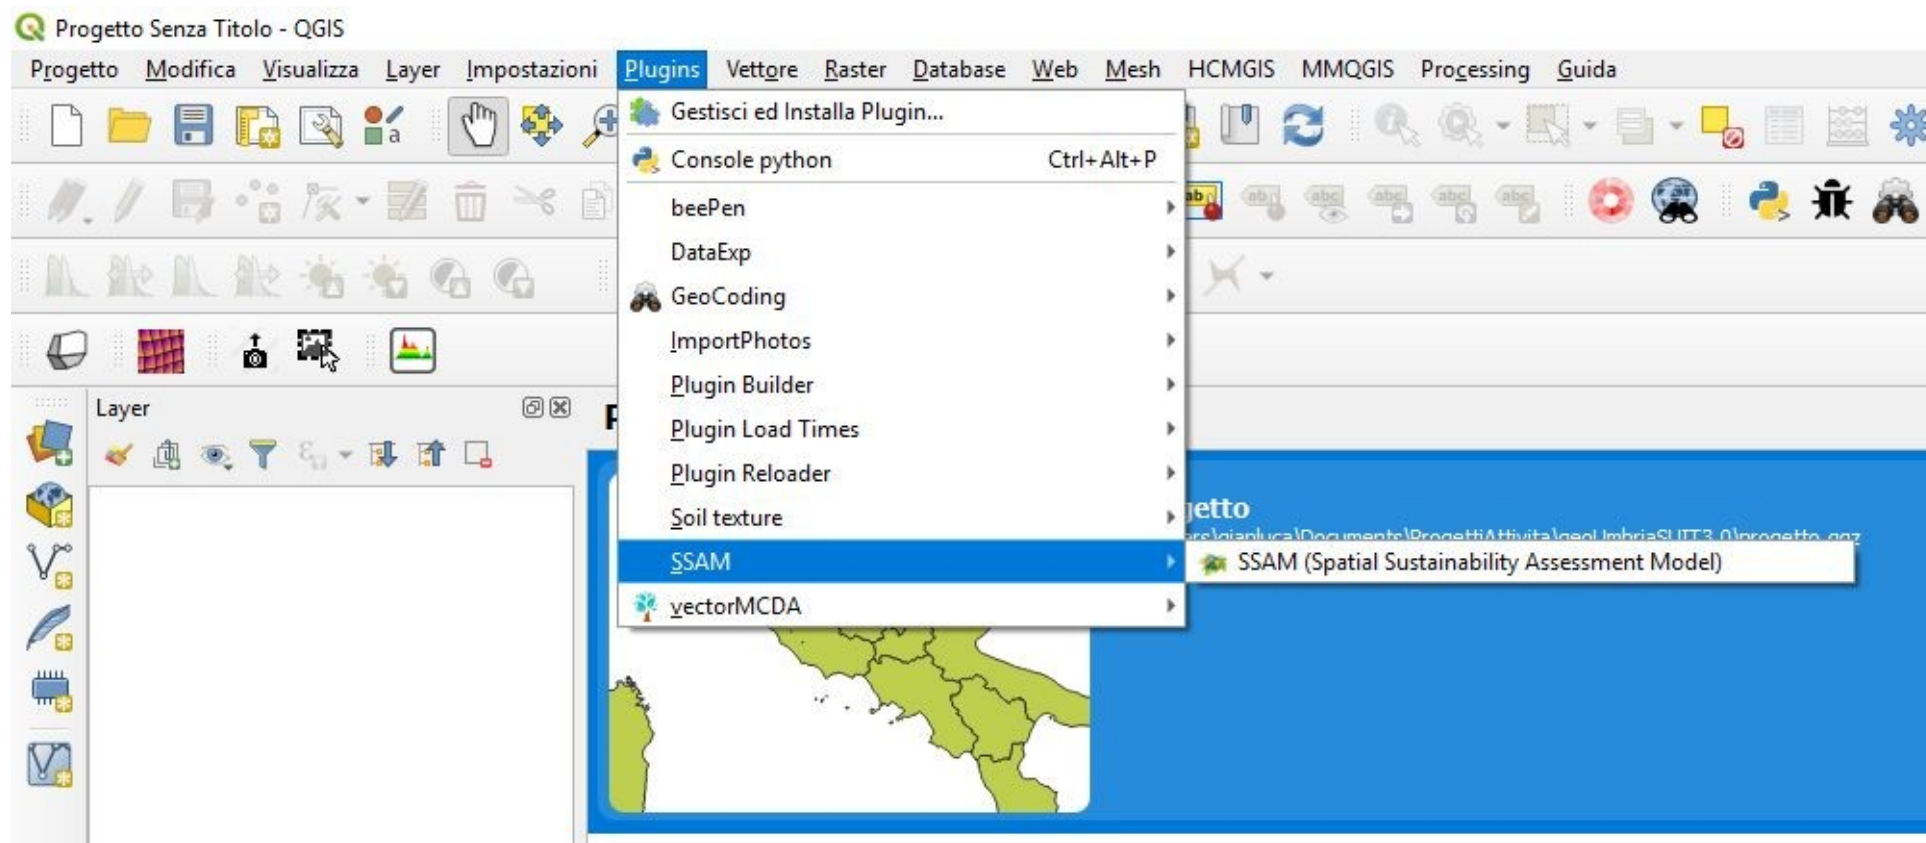 Progetto Senza Titolo - QGIS
Progetto Modifica Visualizza Layer Impostazioni Plugins Vettore Raster Database Web Mesh HCMGIS MMQGIS Processing Guida
Gestisci ed Installa Plugin...
Console python Ctrl+Alt+P
beePen
DataExp
GeoCoding
ImportPhotos
Plugin Builder
Plugin Load Times
Plugin Reloader
Soil texture
SSAM
SSAM (Spatial Sustainability Assessment Model)
vectorMCDA
Layer
getto